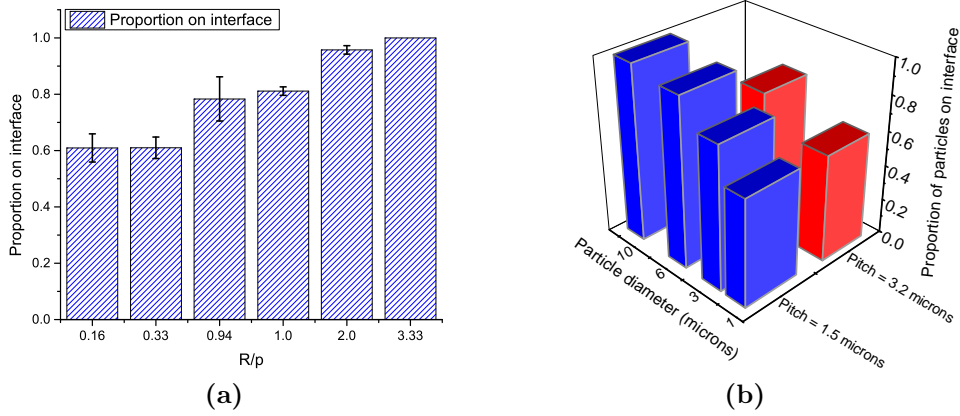 Proportion on interface
Proportion on interface
1.0
0.8
0.6
0.4
0.2
0.0
0.16
0.33
0.94
1.0
2.0
3.33
R/p
(a)
1.0
0.8
0.6
0.4
0.2
0.0
Proportion of particles on interface
10
6
3
1
Particle diameter (microns)
Pitch = 3.2 microns
Pitch = 1.5 microns
(b)